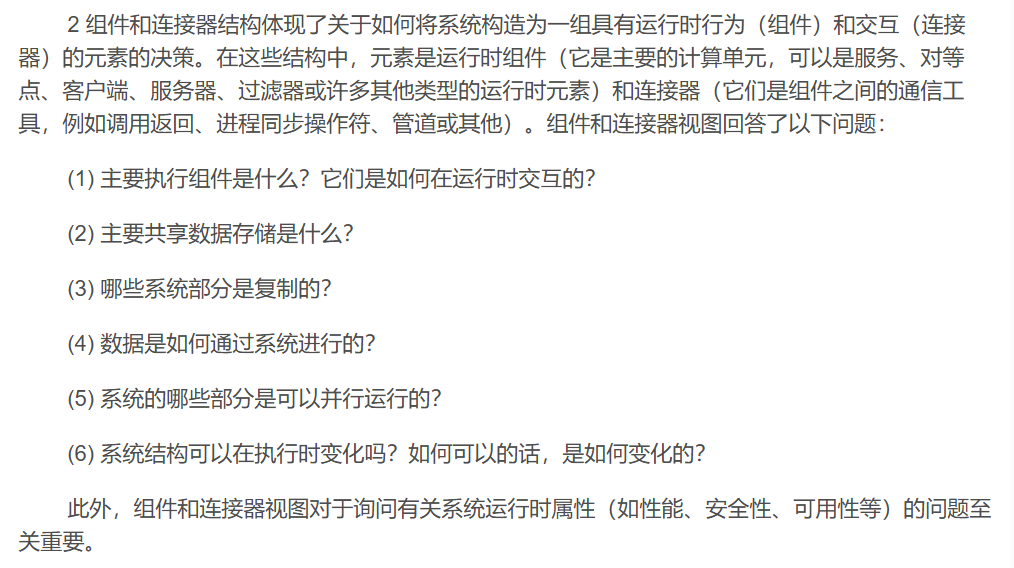 2 组件和连接器结构体现了关于如何将系统构造为一组具有运行时行为（组件）和交互（连接
器）的元素的决策。在这些结构中，元素是运行时组件（它是主要的计算单元，可以是服务、对等
点、客户端、服务器、过滤器或许多其他类型的运行时元素）和连接器（它们是组件之间的通信工
具，例如调用返回、进程同步操作符、管道或其他）。组件和连接器视图回答了以下问题：
(1) 主要执行组件是什么？它们是如何在运行时交互的？
(2) 主要共享数据存储是什么？
(3) 哪些系统部分是复制的？
(4) 数据是如何通过系统进行的？
(5) 系统的哪些部分是可以并行运行的？
(6) 系统结构可以在执行时变化吗？如何可以的话，是如何变化的？
此外，组件和连接器视图对于询问有关系统运行时属性（如性能、安全性、可用性等）的问题至
关重要。